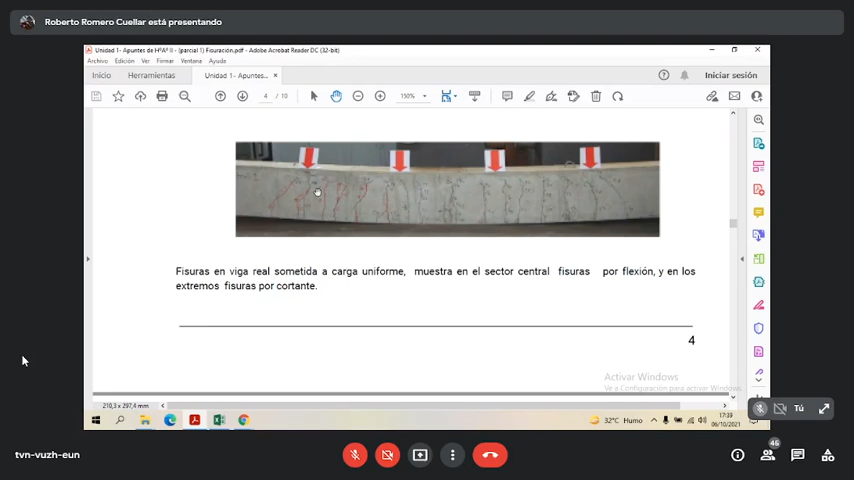 Roberto Romero Cuellar está presentando
Unidad 1- Apuntes de HºAº II - (parcial 1) Fisuración.pdf - Adobe Acrobat Reader DC (32-bit)
Archivo Edición Ver Firmar Ventana Ayuda
Inicio Herramientas Unidad 1- Apuntes... × Iniciar sesión
4 / 10 150%
Fisuras en viga real sometida a carga uniforme, muestra en el sector central fisuras por flexión, y en los
extremos fisuras por cortante.
4
Activar Windows
Ve a Configuración para activar Windows.
210,3 x 297,4 mm
32°C Humo
17:39
06/10/2021
Tú
tvn-vuzh-eun
46